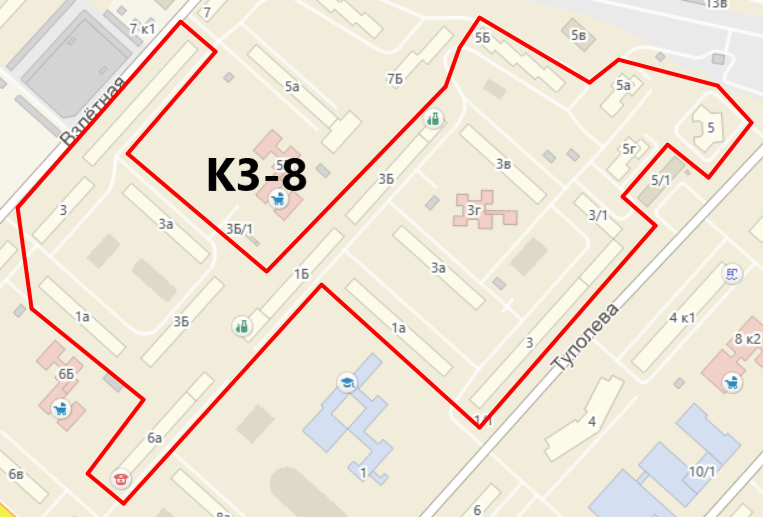 13в
7
7 к1
5Б
5в
7Б
5а
5а
Взлётная
5
5г
3в
5
К3-8
3Б
5/1
3
3г
3а
3/1
3Б/1
3а
1Б
1а
3Б
1а
3
Туполева
4 к1
8 к2
6Б
1/1
4
6а
1
10/1
6в
6
8а